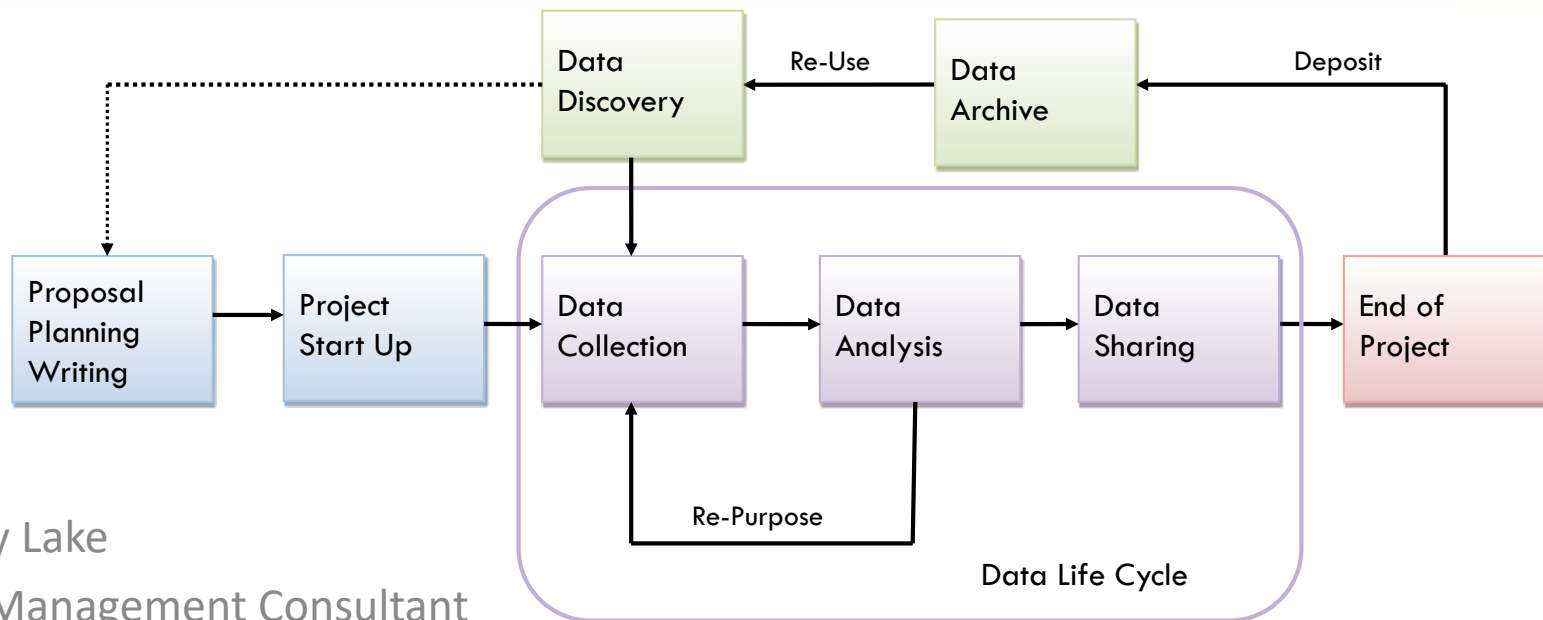 Data
Discovery
Re-Use
Data
Archive
Deposit
Proposal
Planning
Writing
Project
Start Up
Data
Collection
Data
Analysis
Data
Sharing
End of
Project
Re-Purpose
Data Life Cycle
Lake
Management Consultant